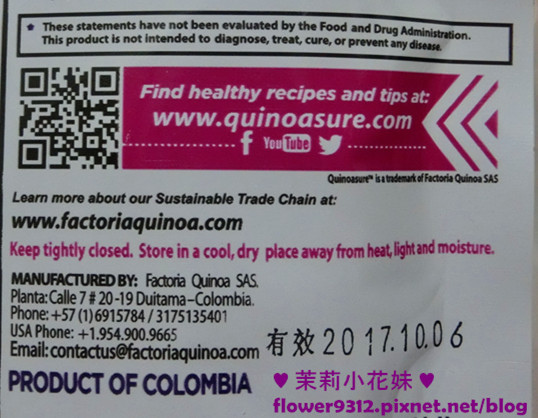 * These statements have not been evaluated by the Food and Drug Administration.
This product is not intended to diagnose, treat, cure, or prevent any disease.
Find healthy recipes and tips at:
www.quinoasure.com
f YouTube
Quinoasure™ is a trademark of Factoria Quinoa SAS
Learn more about our Sustainable Trade Chain at:
www.factoriaquinoa.com
Keep tightly closed. Store in a cool, dry place away from heat, light and moisture.
MANUFACTURED BY: Factoria Quinoa SAS.
Planta: Calle 7 # 20-19 Duitama-Colombia.
Phone: +57 (1) 6915784 / 3175135401
USA Phone: +1.954.900.9665
Email: contactus@factoriaquinoa.com
有效 2017.10.06
PRODUCT OF COLOMBIA
♥ 茉莉小花妹 ♥
flower9312.pixnet.net/blog